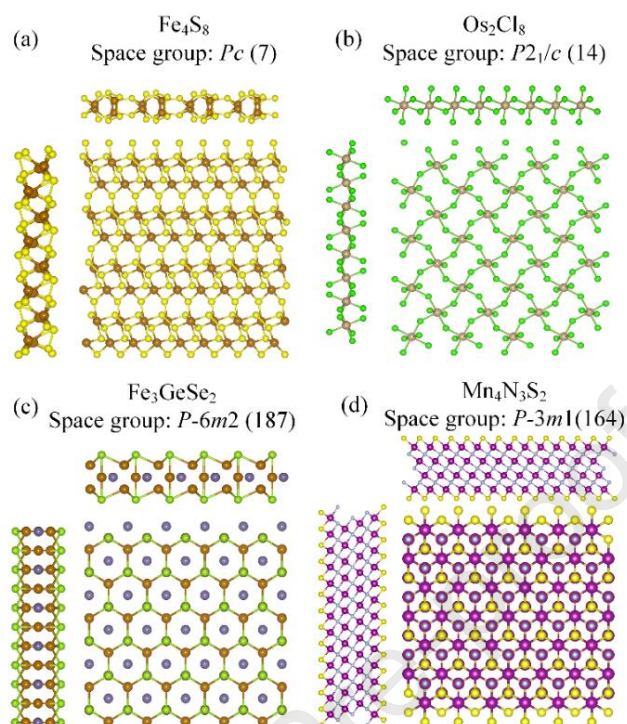 (a)
Fe₄S₈
Space group: Pc (7)
(b)
Os₂Cl₈
Space group: P2₁/c (14)
(c)
Fe₃GeSe₂
Space group: P-6m2 (187)
(d)
Mn₄N₃S₂
Space group: P-3m1(164)